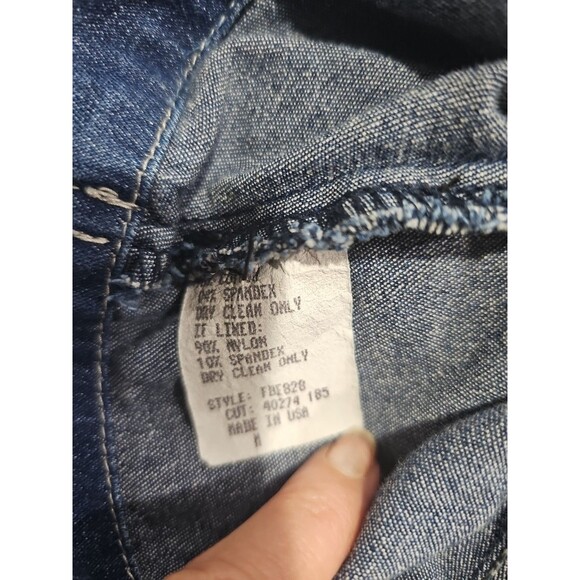 SPANDEX
DRY CLEAN ONLY
IF LINED:
90% NYLON
10% SPANDEX
DRY CLEAN ONLY
STYLE: FBE828
CUT: 40274 185
MADE IN USA
M